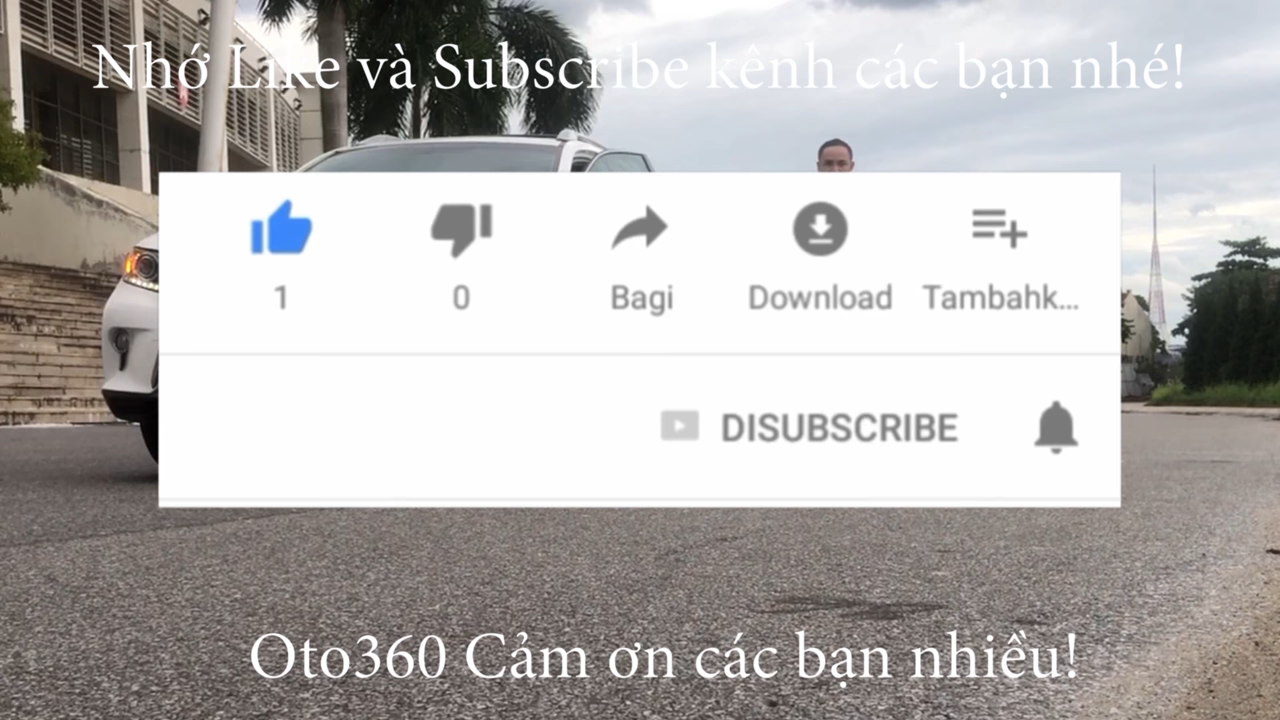 Nhớ Like và Subscribe kênh các bạn nhé!
1 0 Bagi Download Tambahk...
DISUBSCRIBE
Oto360 Cảm ơn các bạn nhiều!